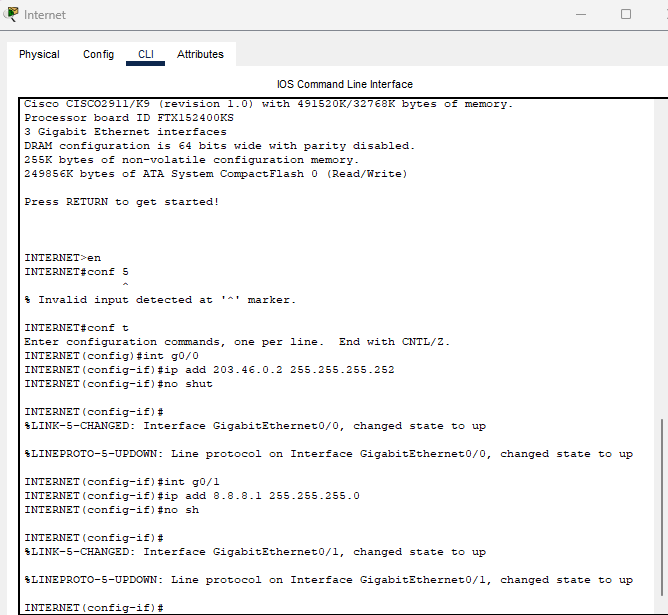 Internet
Physical Config CLI Attributes
IOS Command Line Interface
Cisco CISCO2911/K9 (revision 1.0) with 491520K/32768K bytes of memory.
Processor board ID FTX152400KS
3 Gigabit Ethernet interfaces
DRAM configuration is 64 bits wide with parity disabled.
255K bytes of non-volatile configuration memory.
249856K bytes of ATA System CompactFlash 0 (Read/Write)
Press RETURN to get started!
INTERNET>en
INTERNET#conf 5
^
% Invalid input detected at '^' marker.
INTERNET#conf t
Enter configuration commands, one per line.  End with CNTL/Z.
INTERNET(config)#int g0/0
INTERNET(config-if)#ip add 203.46.0.2 255.255.255.252
INTERNET(config-if)#no shut
INTERNET(config-if)#
%LINK-5-CHANGED: Interface GigabitEthernet0/0, changed state to up
%LINEPROTO-5-UPDOWN: Line protocol on Interface GigabitEthernet0/0, changed state to up
INTERNET(config-if)#int g0/1
INTERNET(config-if)#ip add 8.8.8.1 255.255.255.0
INTERNET(config-if)#no sh
INTERNET(config-if)#
%LINK-5-CHANGED: Interface GigabitEthernet0/1, changed state to up
%LINEPROTO-5-UPDOWN: Line protocol on Interface GigabitEthernet0/1, changed state to up
INTERNET(config-if)#